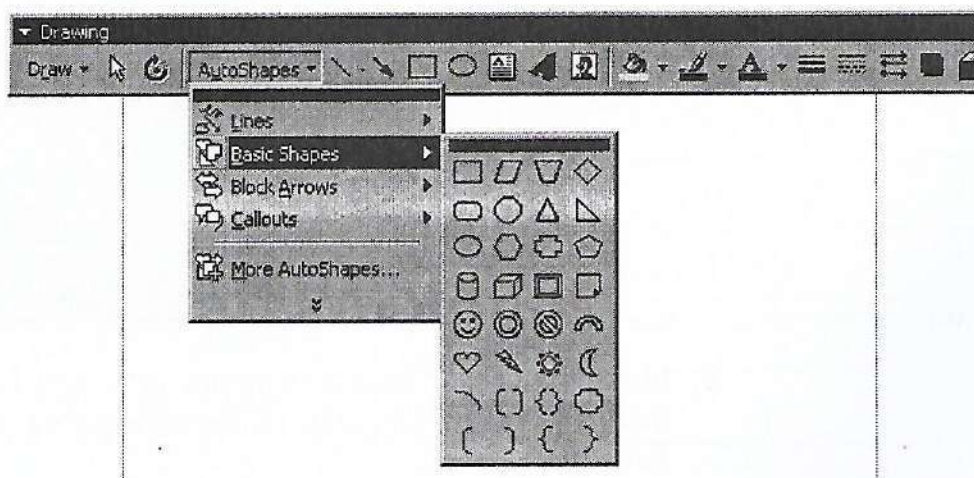 Drawing
Draw AutoShapes A
Lines
Basic Shapes
Block Arrows
Callouts
More AutoShapes...